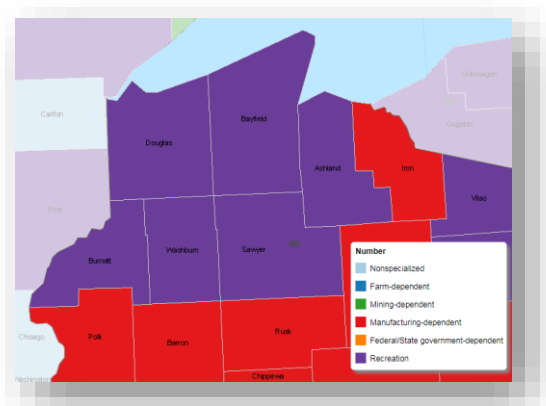 Ontonagon
Carlton
Bayfield
Gogebic
Douglas
Ashland
Iron
Vilas
Pine
Washburn
Sawyer
Burnett
Number
Nonspecialized
Farm-dependent
Mining-dependent
Manufacturing-dependent
Federal/State government-dependent
Recreation
Chisago
Polk
Barron
Rusk
Chippewa
Washington